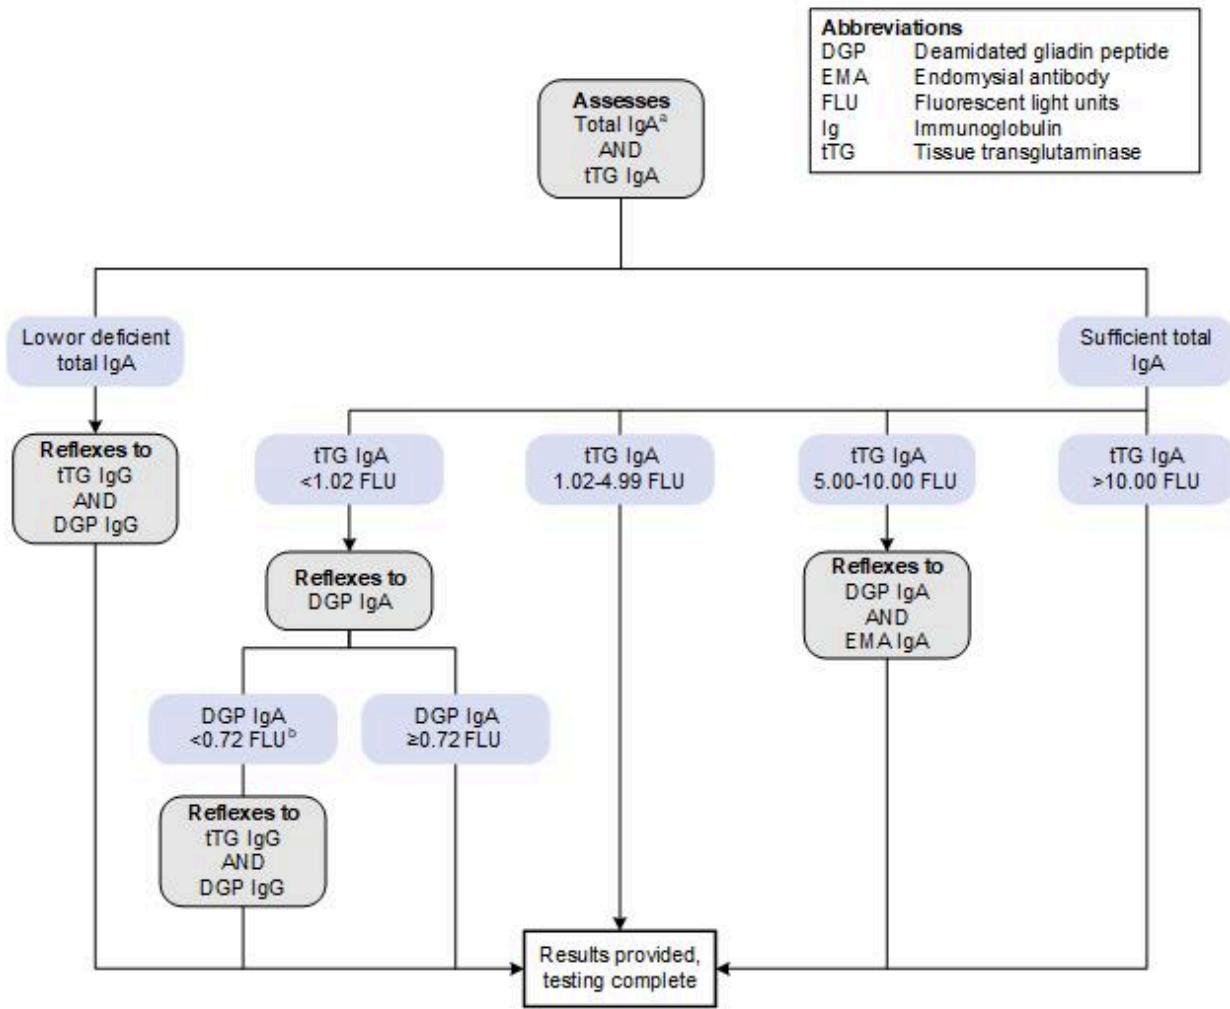 Abbreviations
DGP Deamidated gliadin peptide
EMA Endomysial antibody
FLU Fluorescent light units
Ig Immunoglobulin
tTG Tissue transglutaminase
Assesses
Total IgAᵃ
AND
tTG IgA
Lowor deficient
total IgA
Sufficient total
IgA
Reflexes to
tTG IgG
AND
DGP IgG
tTG IgA
<1.02 FLU
tTG IgA
1.02-4.99 FLU
tTG IgA
5.00-10.00 FLU
tTG IgA
>10.00 FLU
Reflexes to
DGP IgA
Reflexes to
DGP IgA
AND
EMA IgA
DGP IgA
<0.72 FLUᵇ
DGP IgA
≥0.72 FLU
Reflexes to
tTG IgG
AND
DGP IgG
Results provided,
testing complete